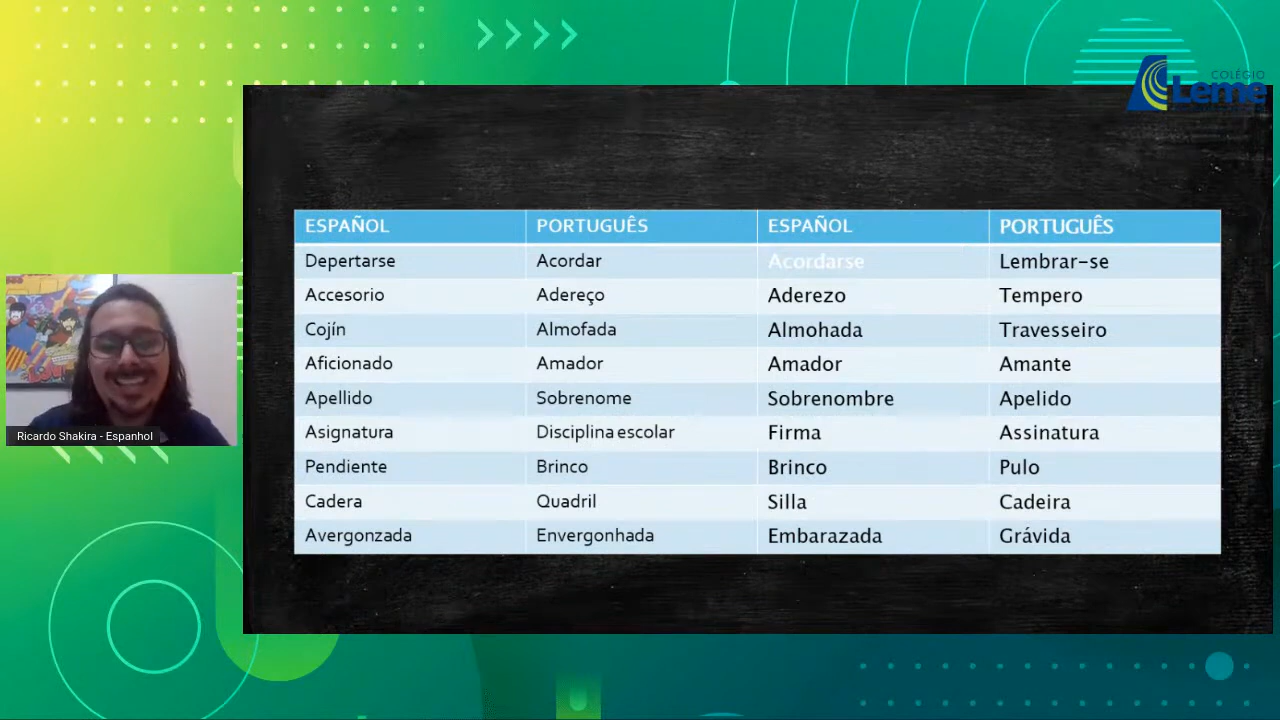 COLÉGIO
Leme
ESPAÑOL PORTUGUÊS ESPAÑOL PORTUGUÊS
Depertarse Acordar Acordarse Lembrar-se
Accesorio Adereço Aderezo Tempero
Cojín Almofada Almohada Travesseiro
Aficionado Amador Amador Amante
Apellido Sobrenome Sobrenombre Apelido
Asignatura Disciplina escolar Firma Assinatura
Pendiente Brinco Brinco Pulo
Cadera Quadril Silla Cadeira
Avergonzada Envergonhada Embarazada Grávida
Ricardo Shakira - Espanhol